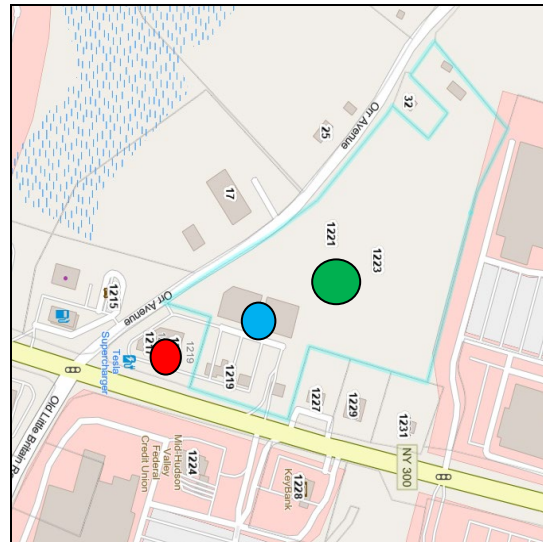 32
Orr Avenue
25
17
1221
1223
1215
Orr Avenue
1219
1217
Tesla
Supercharger
1219
1227
1229
1231
Old Little Britain R
NY 300
1224
Mid-Hudson
Valley
Federal
Credit Union
1228
KeyBank